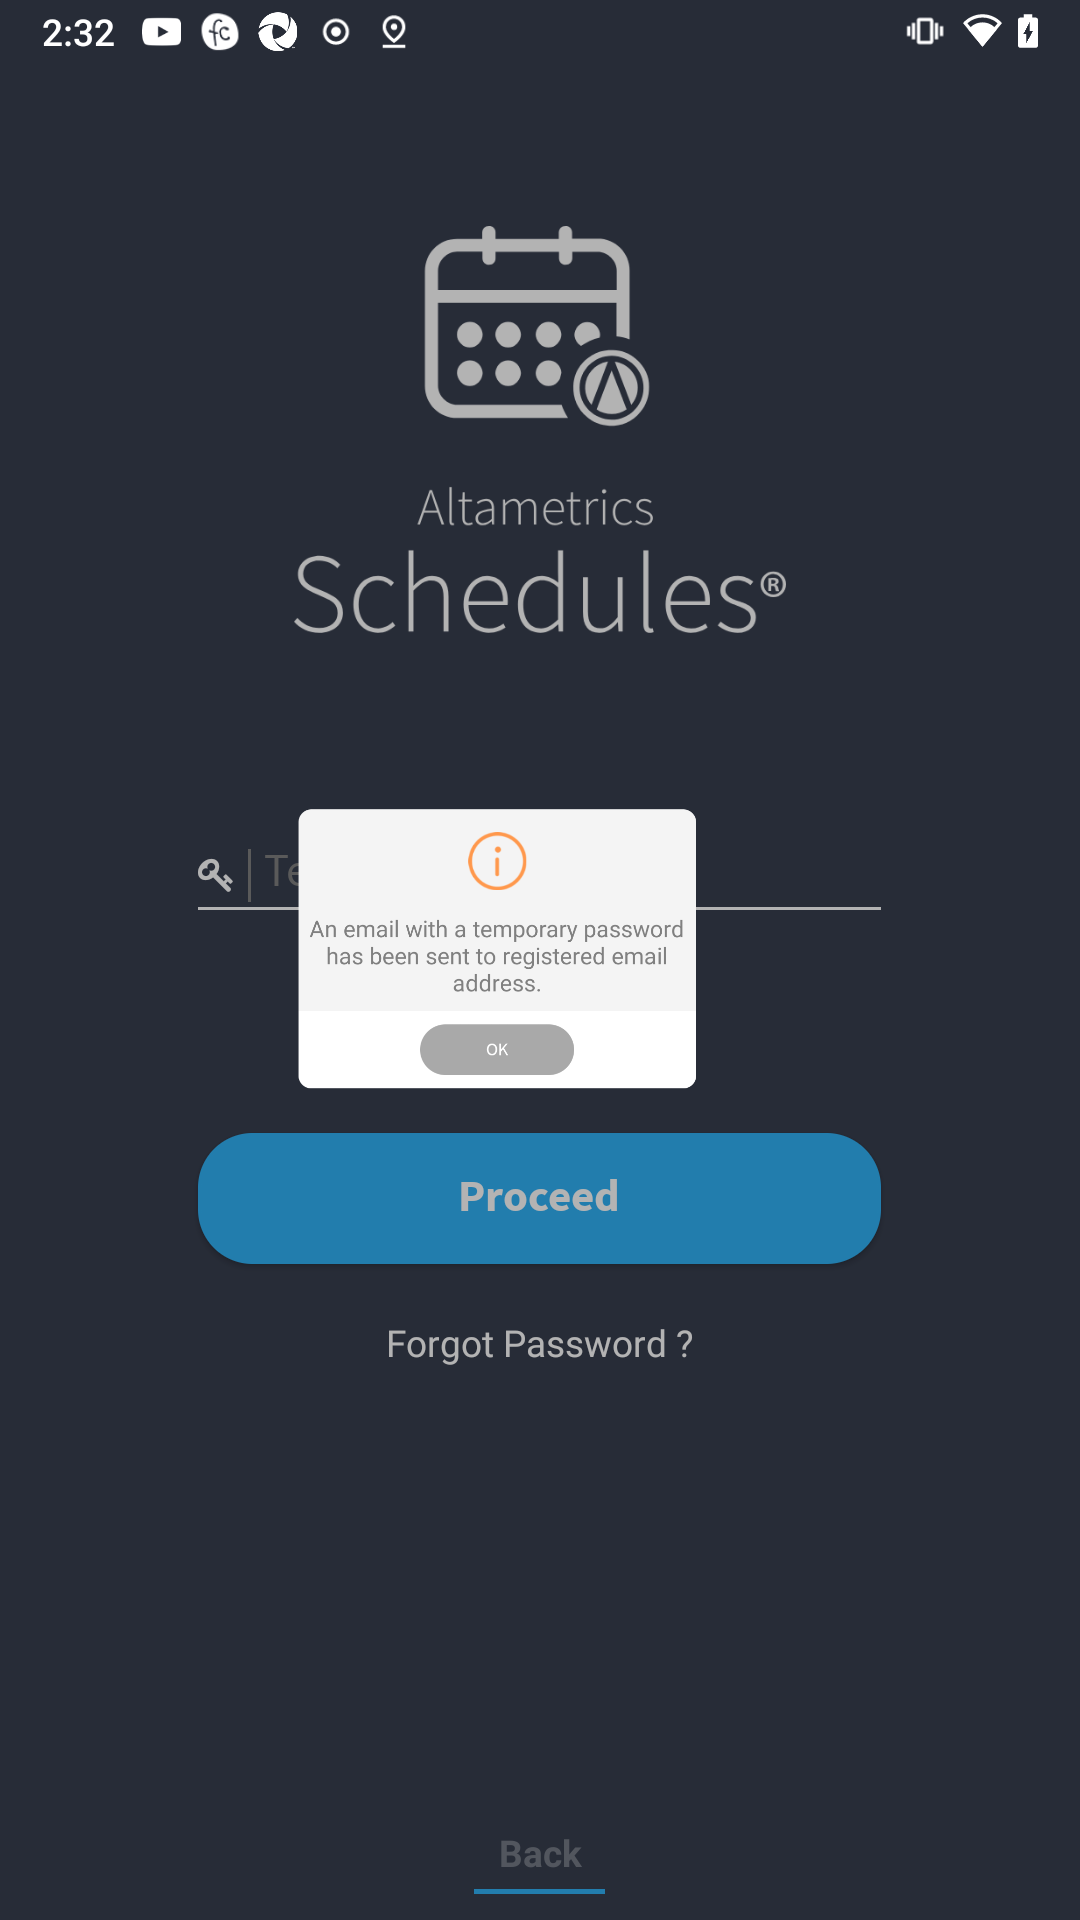 2:32
Altametrics
Schedules®
Te
An email with a temporary password
has been sent to registered email
address.
OK
Proceed
Forgot Password ?
Back